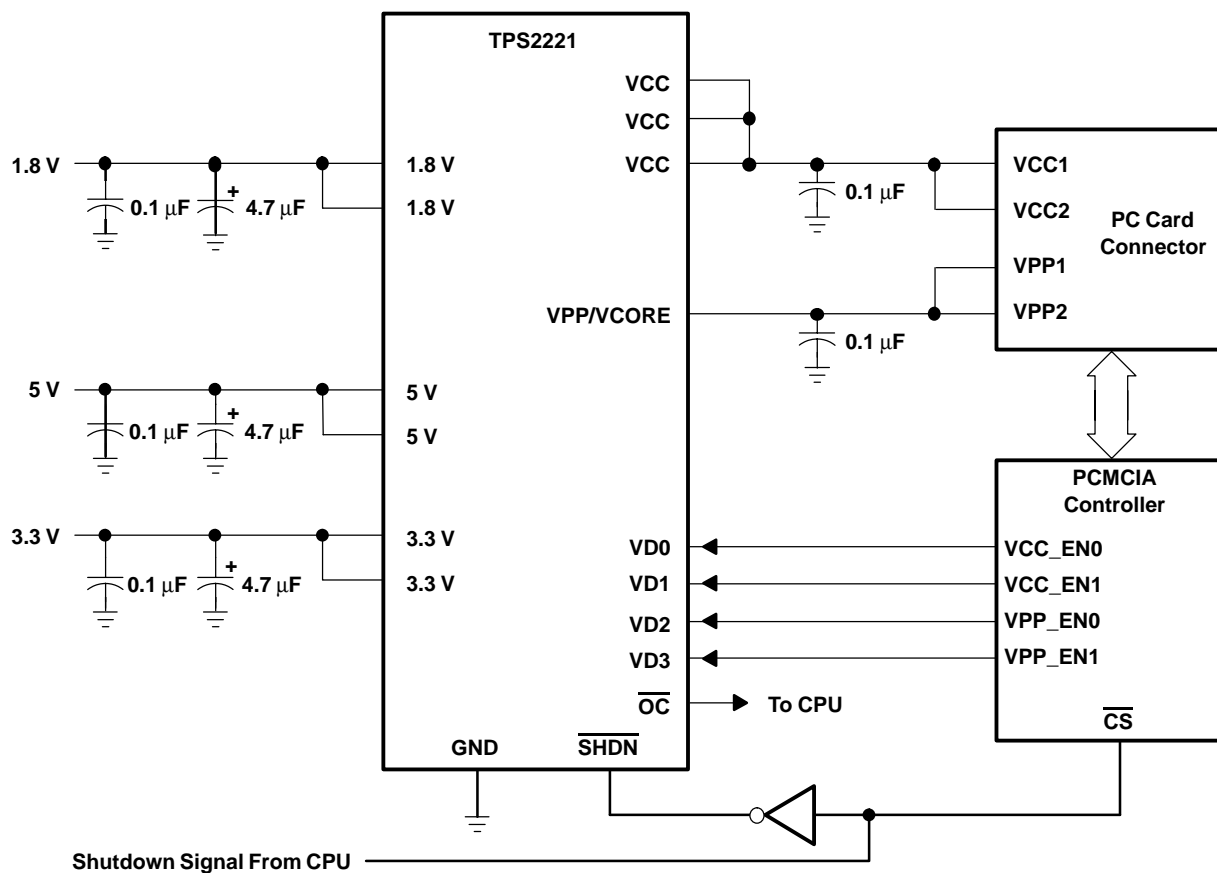 TPS2221
VCC
VCC
VCC
1.8 V
1.8 V
1.8 V
0.1 μF
4.7 μF
+
0.1 μF
VCC1
VCC2
VPP1
VPP2
PC Card
Connector
VPP/VCORE
0.1 μF
5 V
5 V
5 V
0.1 μF
4.7 μF
+
3.3 V
3.3 V
3.3 V
0.1 μF
4.7 μF
+
PCMCIA
Controller
VD0
VCC_EN0
VD1
VCC_EN1
VD2
VPP_EN0
VD3
VPP_EN1
O̅C̅
To CPU
C̅S̅
GND
S̅H̅D̅N̅
Shutdown Signal From CPU